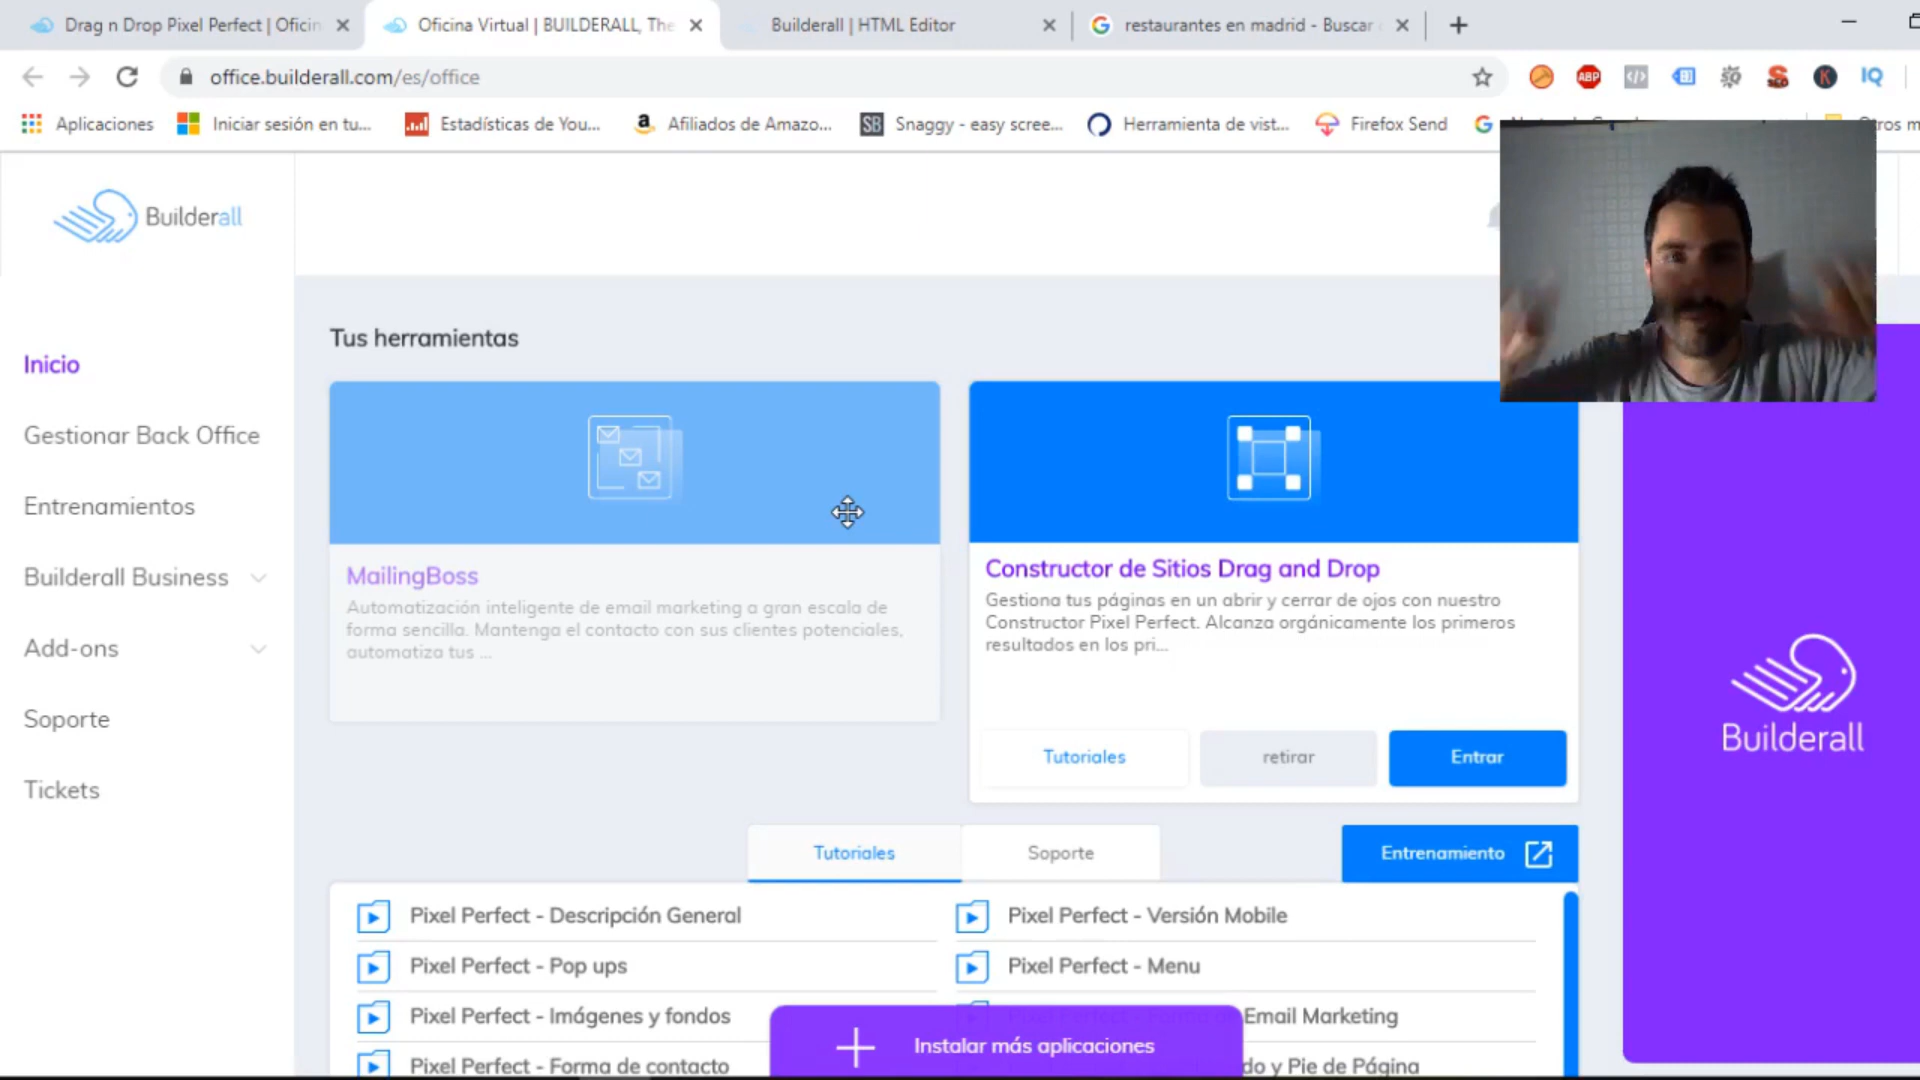 Drag n Drop Pixel Perfect | Oficin
Oficina Virtual | BUILDERALL, The
Builderall | HTML Editor
restaurantes en madrid - Buscar
office.builderall.com/es/office
ABP
SEO
K
IQ
Aplicaciones
Iniciar sesión en tu...
Estadísticas de You...
a
Afiliados de Amazo...
SB
Snaggy - easy scree...
Herramienta de vist...
Firefox Send
Otros m
Builderall
Tus herramientas
Inicio
Gestionar Back Office
Entrenamientos
Builderall Business
Add-ons
Soporte
Tickets
MailingBoss
Automatización inteligente de email marketing a gran escala de
forma sencilla. Mantenga el contacto con sus clientes potenciales,
automatiza tus ...
Constructor de Sitios Drag and Drop
Gestiona tus páginas en un abrir y cerrar de ojos con nuestro
Constructor Pixel Perfect. Alcanza orgánicamente los primeros
resultados en los pri...
Tutoriales
retirar
Entrar
Builderall
Tutoriales
Soporte
Entrenamiento
Pixel Perfect - Descripción General
Pixel Perfect - Versión Mobile
Pixel Perfect - Pop ups
Pixel Perfect - Menu
Pixel Perfect - Imágenes y fondos
Email Marketing
Pixel Perfect - Forma de contacto
do y Pie de Página
Instalar más aplicaciones